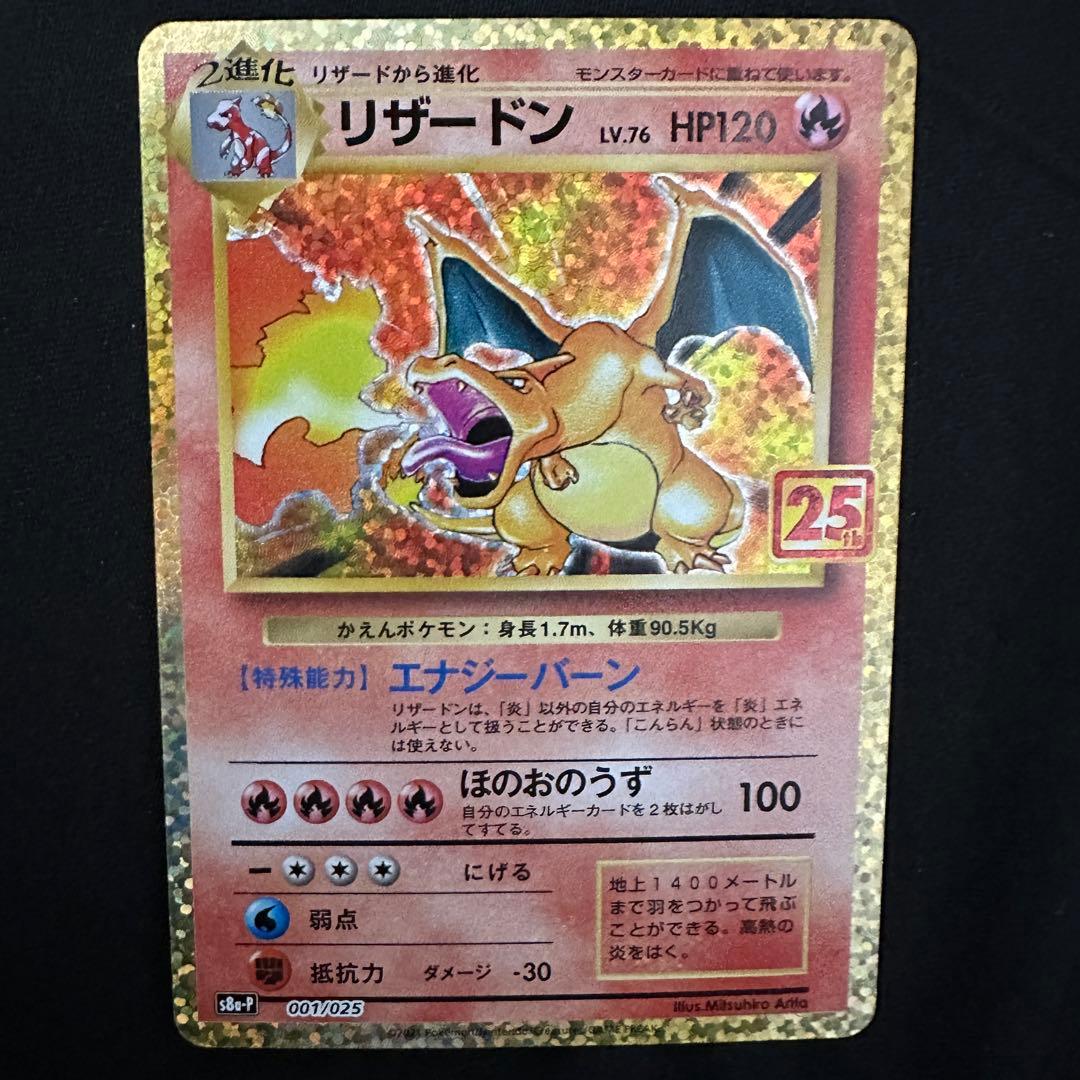 2進化 リザードから進化 モンスターカードに重ねて使います。
リザードン LV.76 HP120
25th
かえんポケモン：身長1.7m、体重90.5Kg
【特殊能力】 エナジーバーン
リザードンは、「炎」以外の自分のエネルギーを「炎」エネ
ルギーとして扱うことができる。「こんらん」状態のときに
は使えない。
ほのおのうず 100
自分のエネルギーカードを2枚はがし
てすてる。
ー にげる
弱点
抵抗力 ダメージ -30
地上1400メートル
まで羽をつかって飛ぶ
ことができる。高熱の
炎をはく。
s8a-P 001/025 Illus.Mitsuhiro Arita
©2021 Pokémon/Nintendo/Creatures/GAME FREAK.